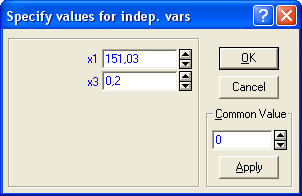 Specify values for indep. vars
x1 151,03
x3 0,2
OK
Cancel
Common Value
0
Apply